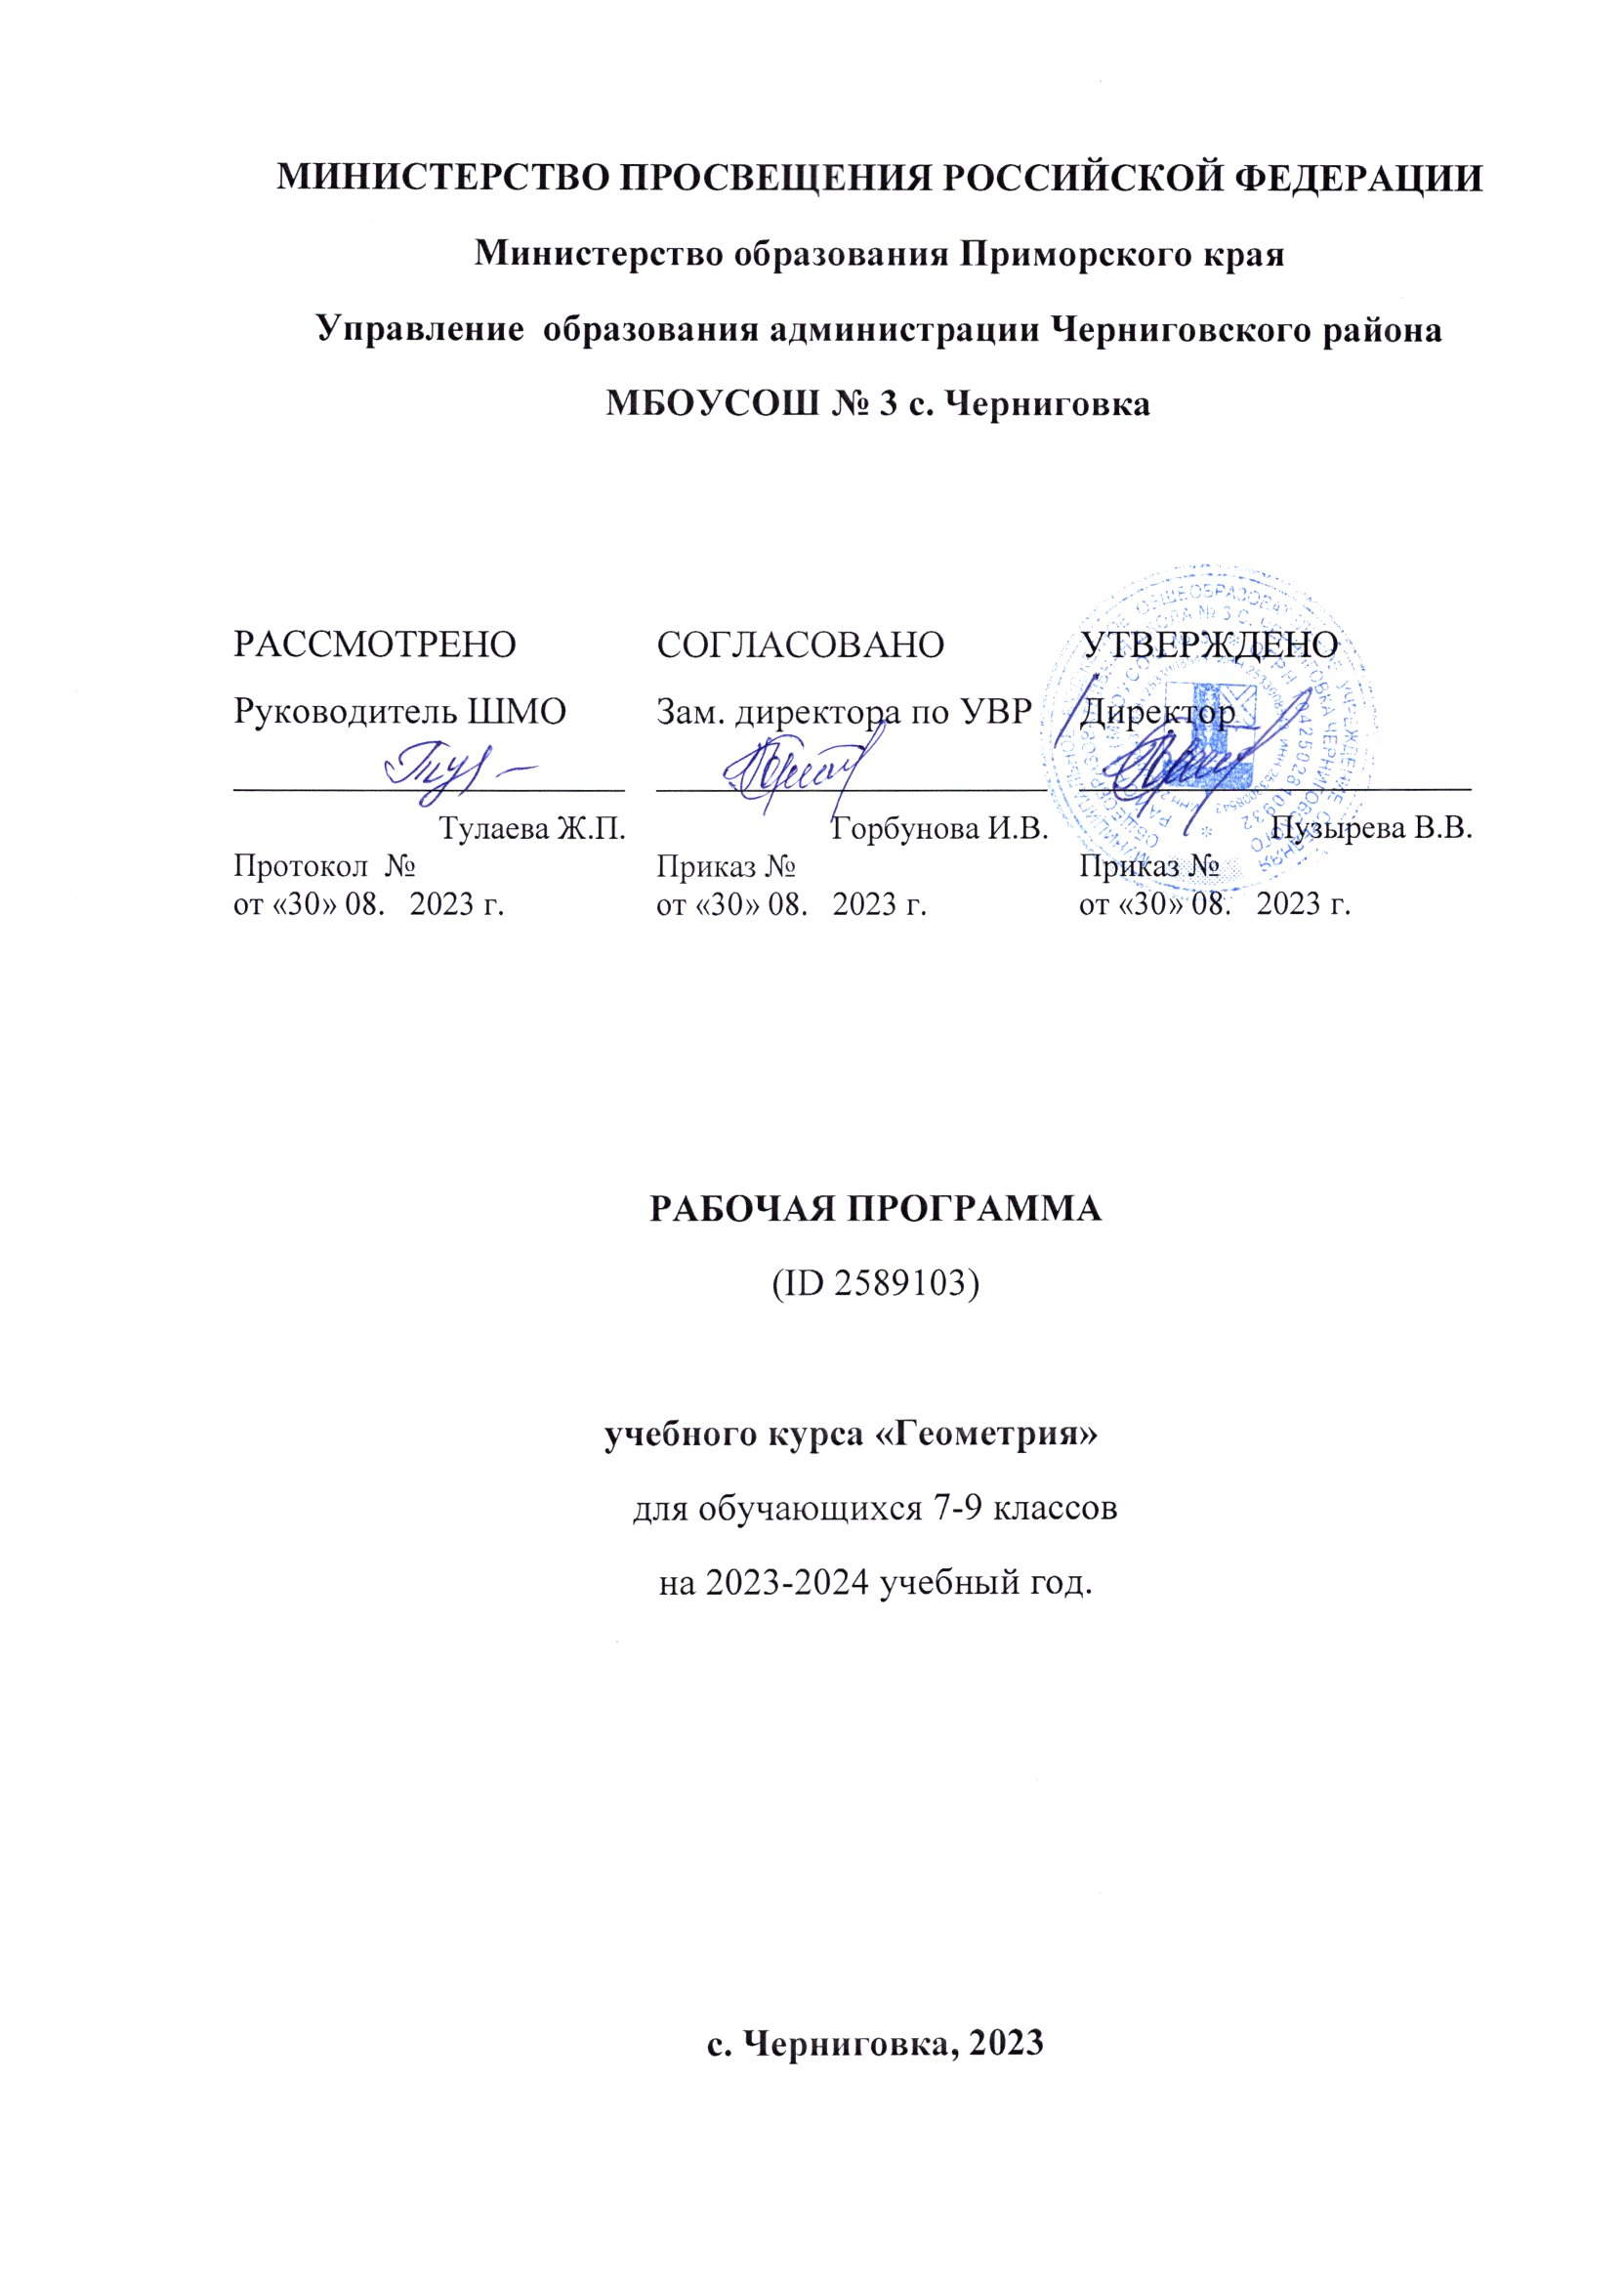 МИНИСТЕРСТВО ПРОСВЕЩЕНИЯ РОССИЙСКОЙ ФЕДЕРАЦИИ
Министерство образования Приморского края
Управление образования администрации Черниговского района
МБОУСОШ № 3 с. Черниговка
РАССМОТРЕНО
Руководитель ШМО
Тулаева Ж.П.
Протокол №
от «30» 08. 2023 г.
СОГЛАСОВАНО
Зам. директора по УВР
Горбунова И.В.
Приказ №
от «30» 08. 2023 г.
УТВЕРЖДЕНО
Директор
Пузырева В.В.
Приказ №
от «30» 08. 2023 г.
РАБОЧАЯ ПРОГРАММА
(ID 2589103)
учебного курса «Геометрия»
для обучающихся 7-9 классов
на 2023-2024 учебный год.
с. Черниговка, 2023